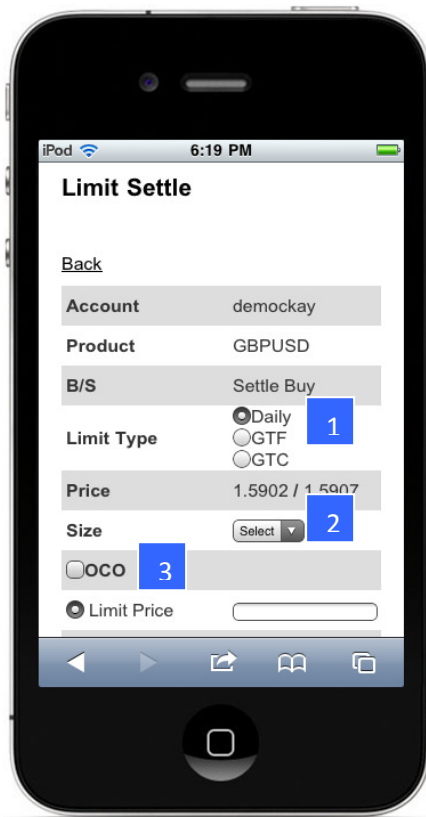 iPod 6:19 PM
Limit Settle
Back
Account demockay
Product GBPUSD
B/S Settle Buy
Daily
1
Limit Type GTF
GTC
Price 1.5902 / 1.5907
2
Size Select
OCO 3
Limit Price